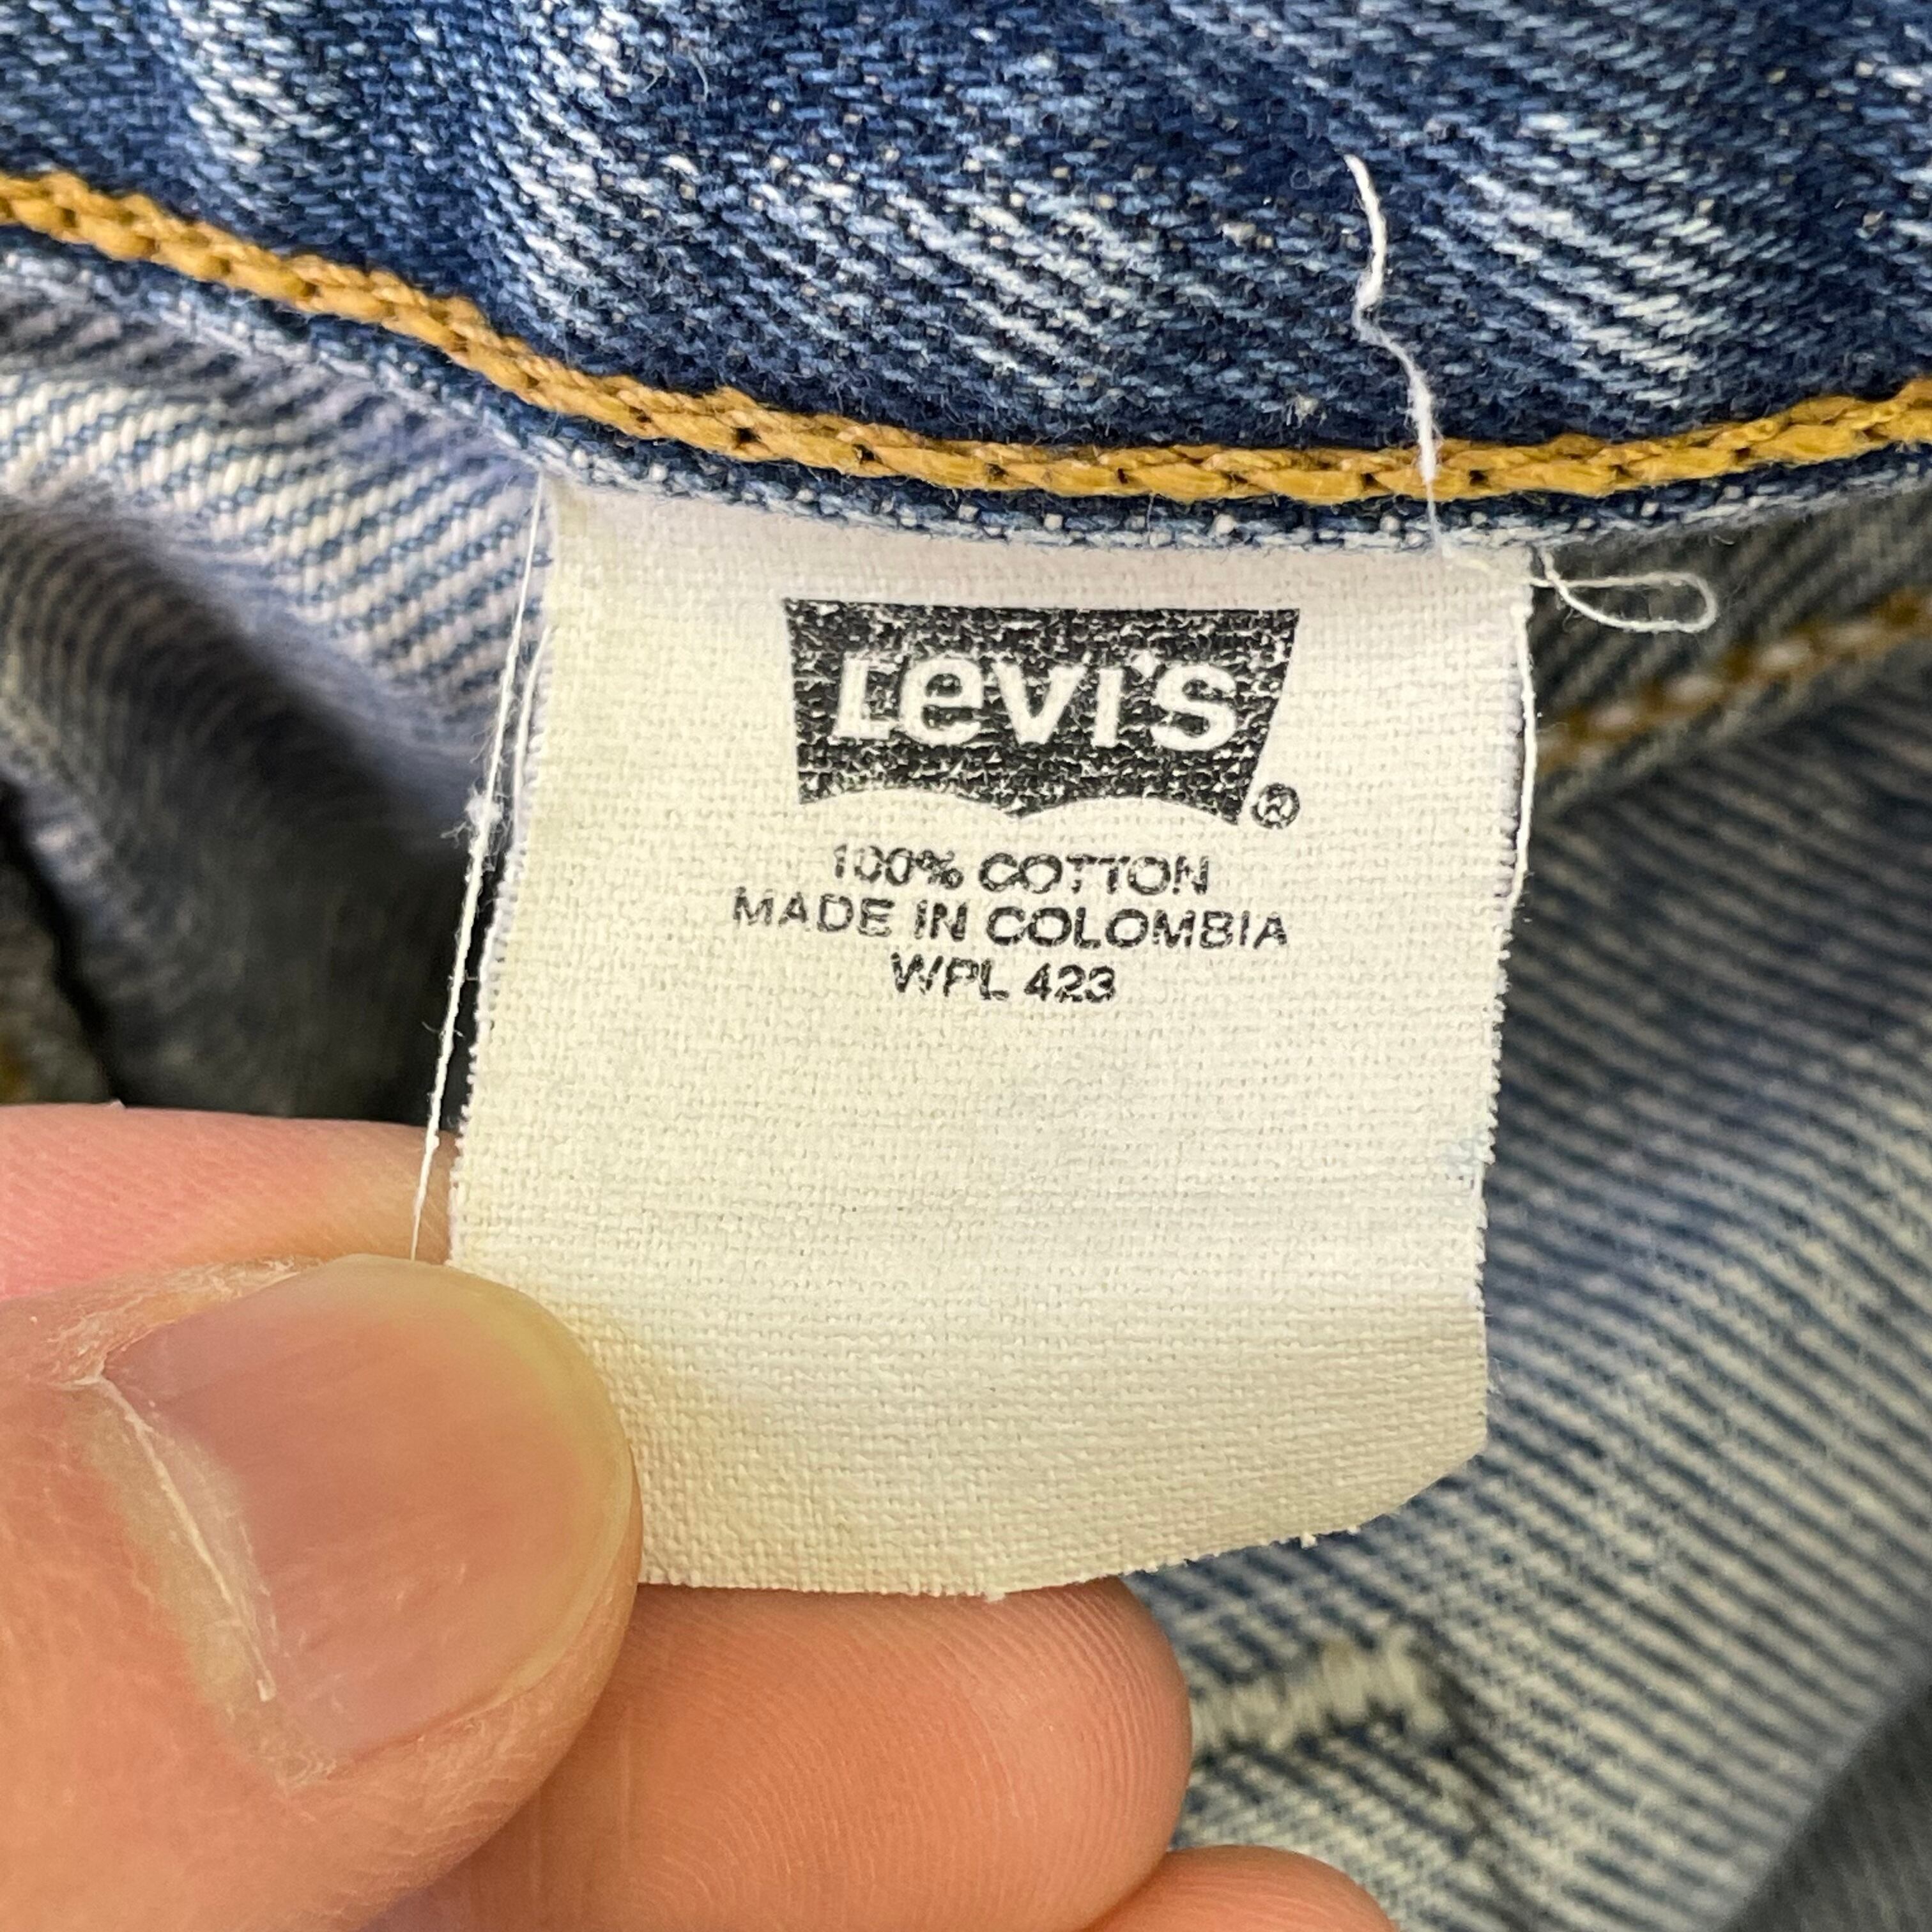 Levi's®
100% COTTON
MADE IN COLOMBIA
WPL 423